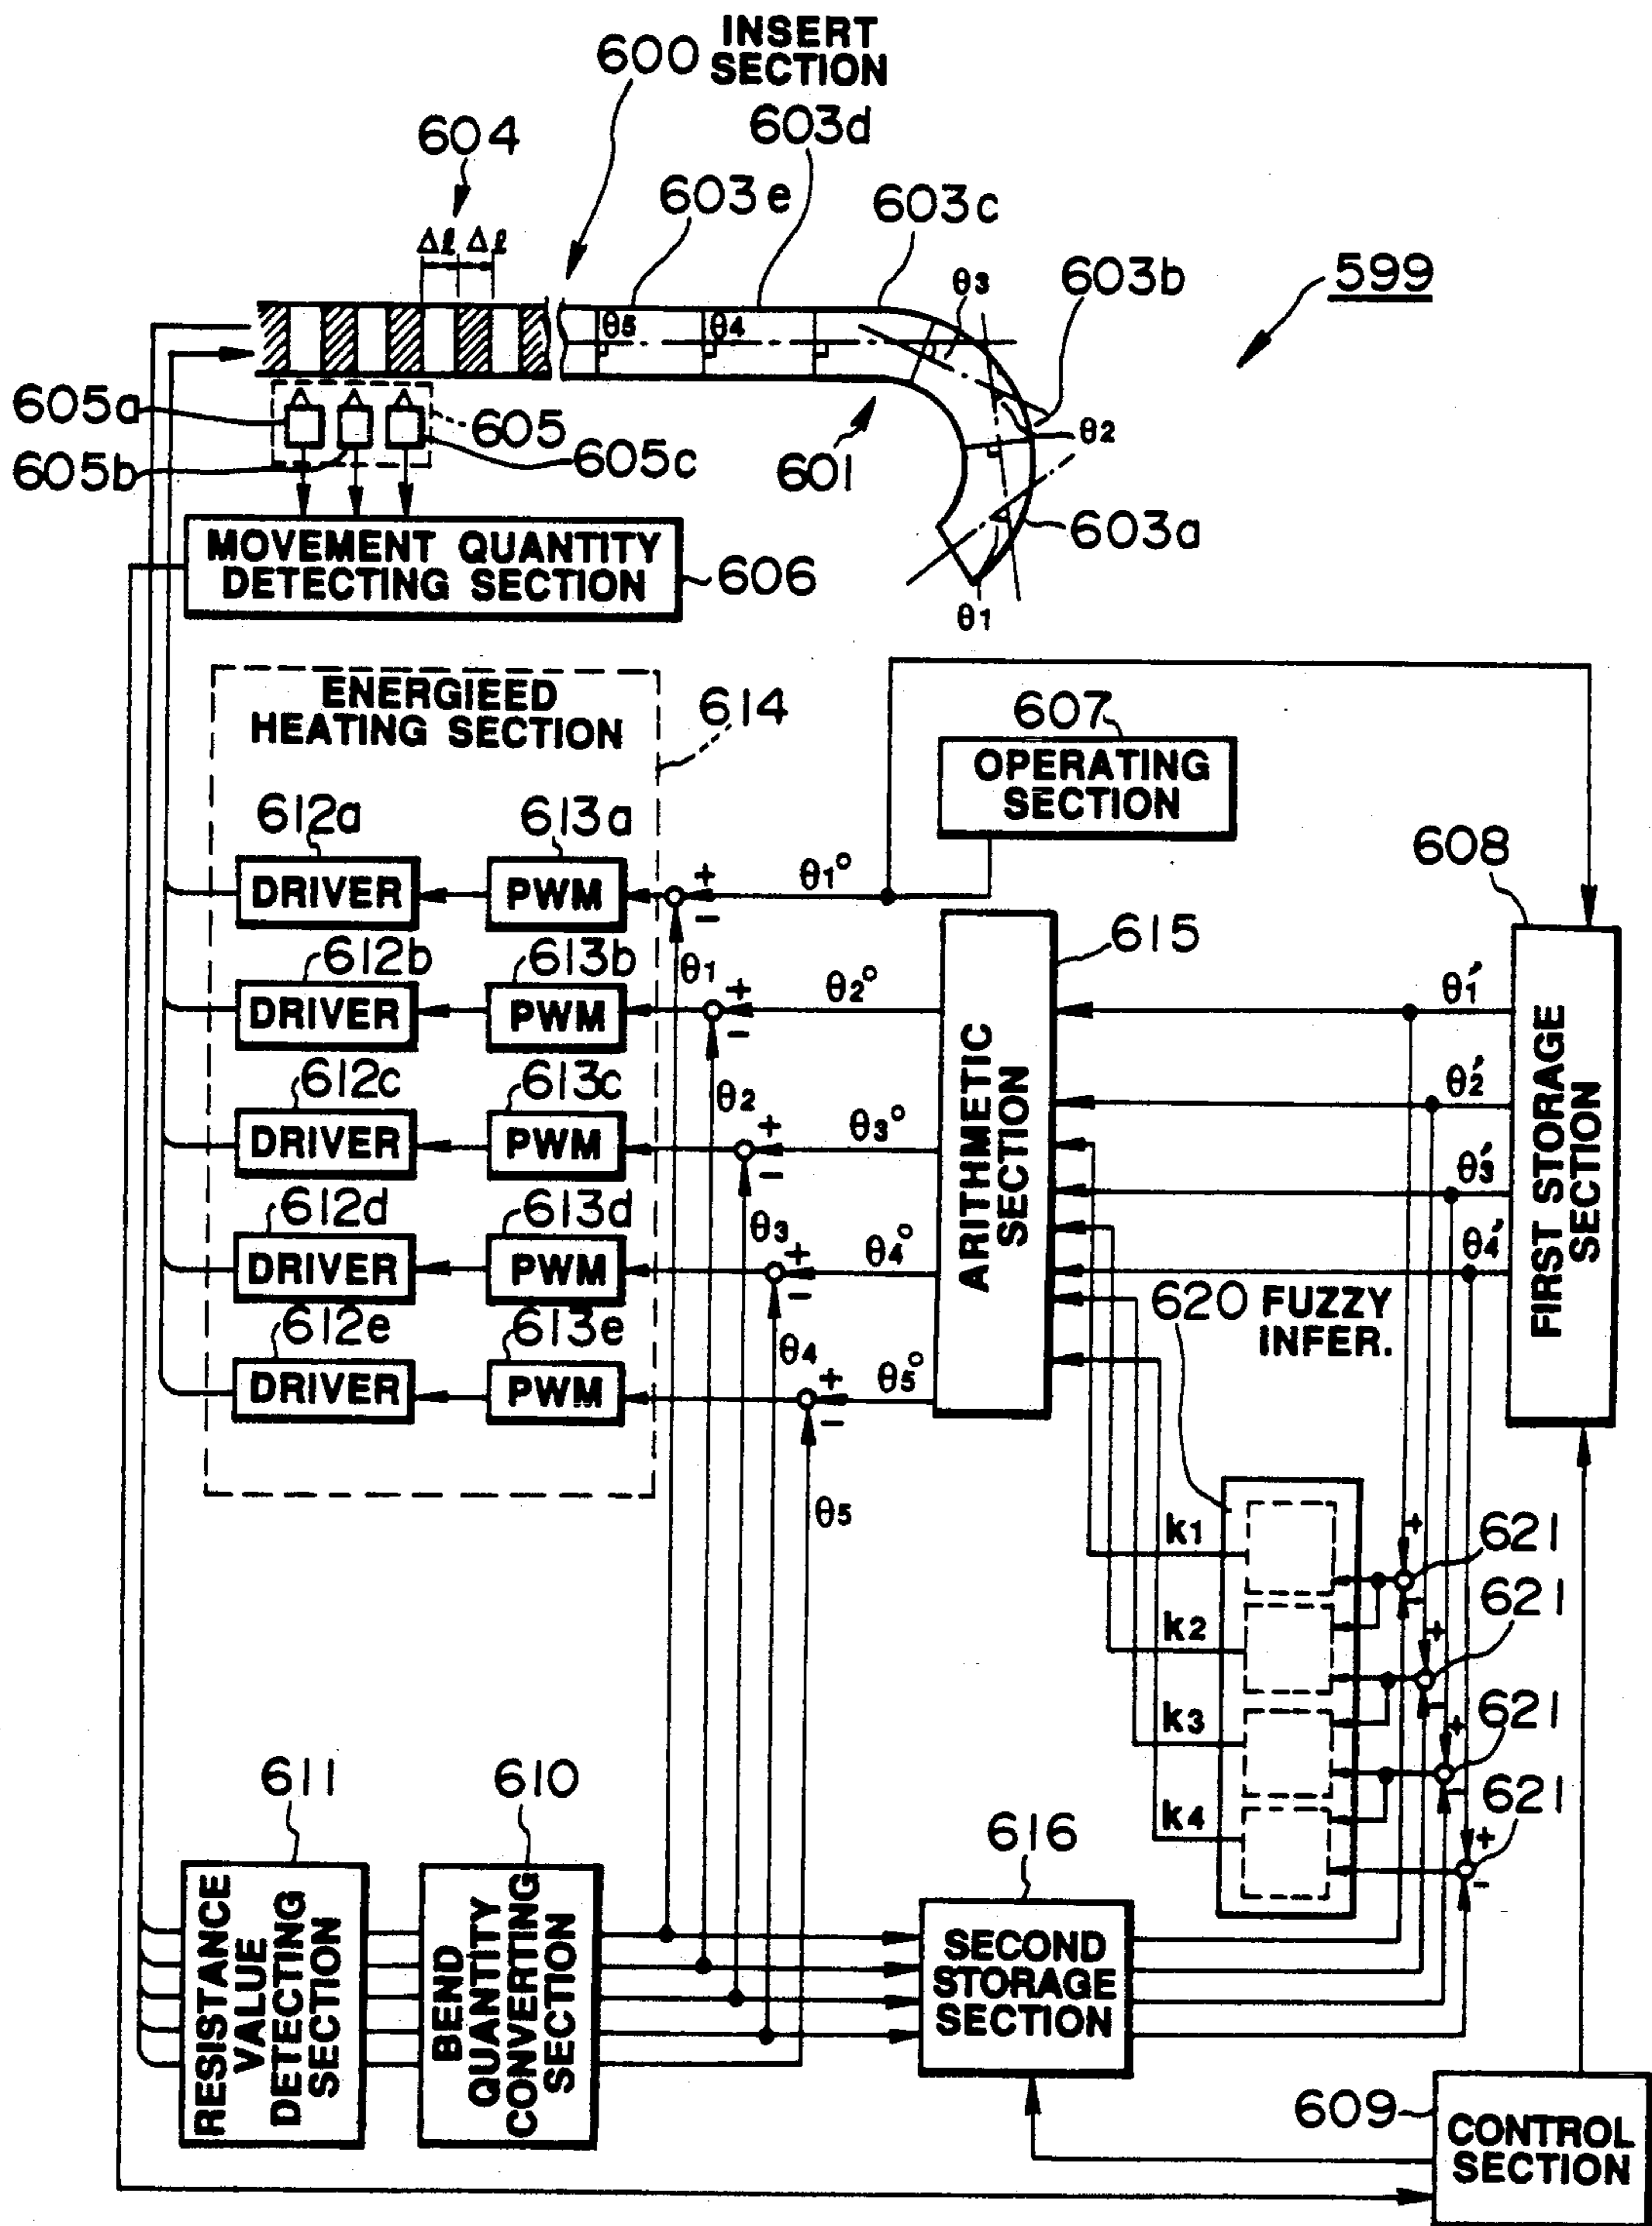 INSERT
600 SECTION
604
603d
603e
603c
Δℓ Δℓ
θ3
603b
599
θ5
θ4
605a
605
θ2
605b
605c
601
603a
MOVEMENT QUANTITY
DETECTING SECTION
606
θ1
ENERGIEED
HEATING SECTION
614
607
OPERATING
SECTION
612a
613a
608
DRIVER
PWM
+
−
θ1°
615
612b
613b
θ1
DRIVER
PWM
+
−
θ2°
θ1′
612c
613c
θ2
DRIVER
PWM
+
−
θ3°
θ2′
ARITHMETIC
SECTION
θ3′
FIRST STORAGE
SECTION
612d
613d
θ3
DRIVER
PWM
+
−
θ4°
θ4′
620 FUZZY
INFER.
612e
613e
θ4
DRIVER
PWM
+
−
θ5°
θ5
k1
+
−
621
k2
+
−
621
k3
+
−
621
k4
+
−
621
611
610
616
RESISTANCE
VALUE
DETECTING
SECTION
BEND
QUANTITY
CONVERTING
SECTION
SECOND
STORAGE
SECTION
609
CONTROL
SECTION